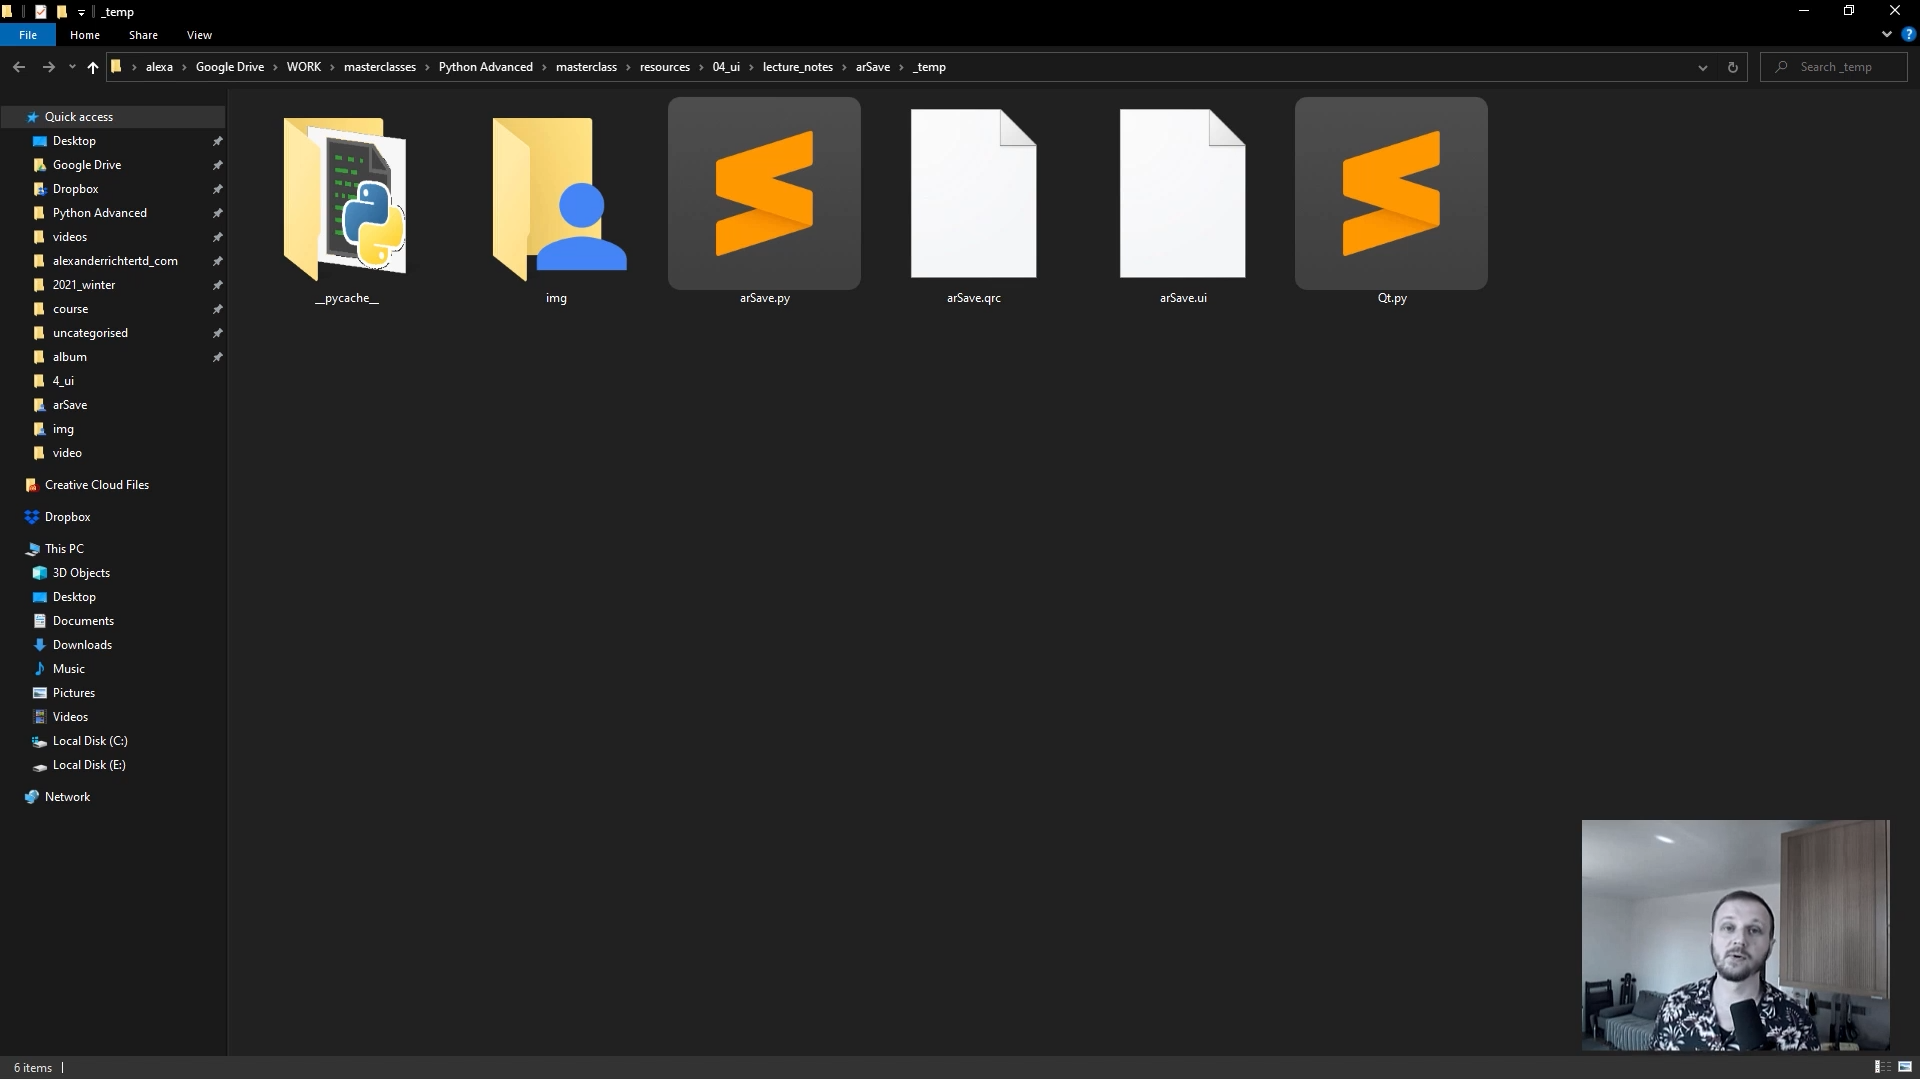 _temp
File Home Share View
alexa Google Drive WORK masterclasses Python Advanced masterclass resources 04_ui lecture_notes arSave _temp
Search _temp
Quick access
Desktop
Google Drive
Dropbox
Python Advanced
videos
alexanderrichtertd_com
2021_winter
course
uncategorised
album
4_ui
arSave
img
video
Creative Cloud Files
Dropbox
This PC
3D Objects
Desktop
Documents
Downloads
Music
Pictures
Videos
Local Disk (C:)
Local Disk (E:)
Network
__pycache__ img arSave.py arSave.qrc arSave.ui Qt.py
6 items